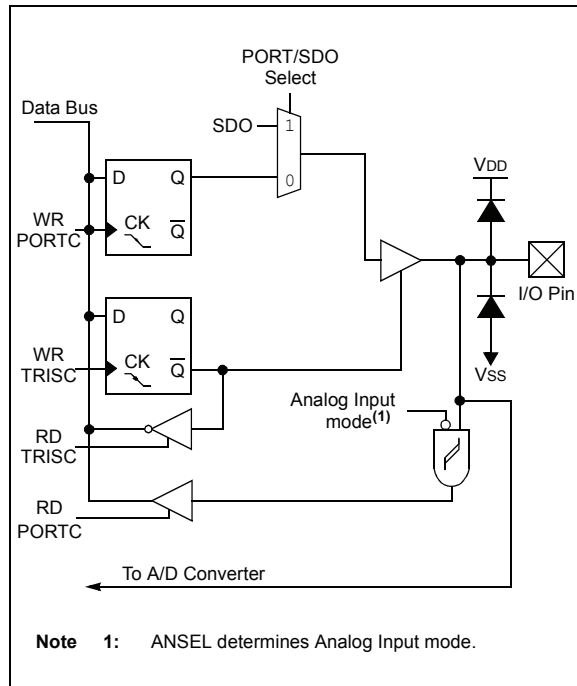 PORT/SDO
Select
Data Bus
SDO
1
0
VDD
D Q
WR
PORTC
CK
Q
I/O Pin
D Q
WR
TRISC
CK
Q
VSS
Analog Input
mode(1)
RD
TRISC
RD
PORTC
To A/D Converter
Note 1: ANSEL determines Analog Input mode.